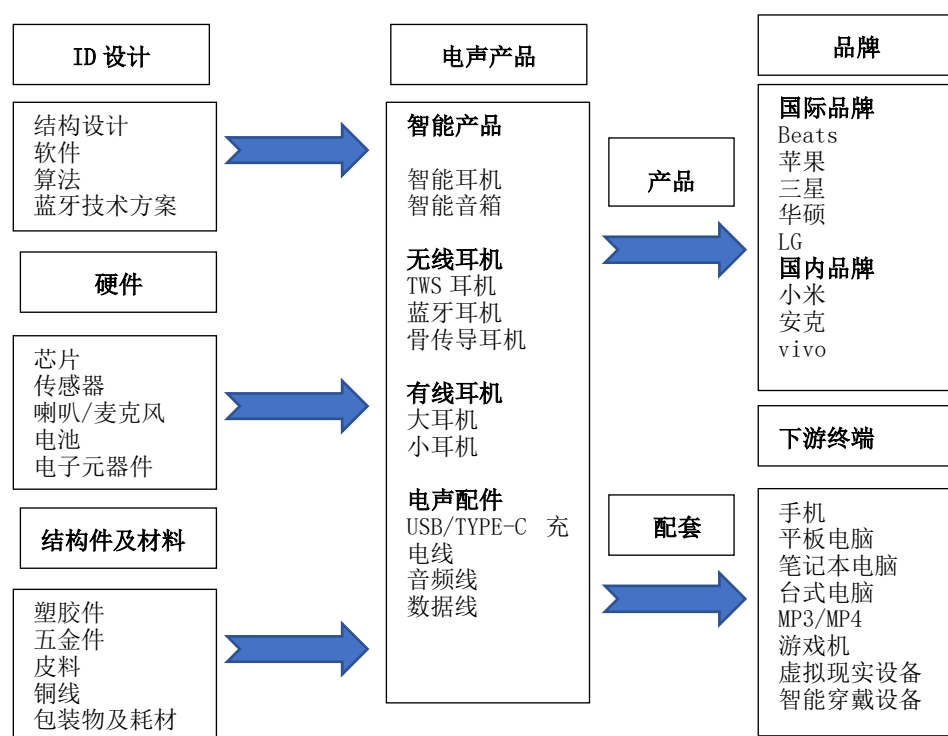 ID 设计
结构设计
软件
算法
蓝牙技术方案
硬件
芯片
传感器
喇叭/麦克风
电池
电子元器件
结构件及材料
塑胶件
五金件
皮料
铜线
包装物及耗材
电声产品
智能产品
智能耳机
智能音箱
无线耳机
TWS 耳机
蓝牙耳机
骨传导耳机
有线耳机
大耳机
小耳机
电声配件
USB/TYPE-C 充
电线
音频线
数据线
产品
配套
品牌
国际品牌
Beats
苹果
三星
华硕
LG
国内品牌
小米
安克
vivo
下游终端
手机
平板电脑
笔记本电脑
台式电脑
MP3/MP4
游戏机
虚拟现实设备
智能穿戴设备